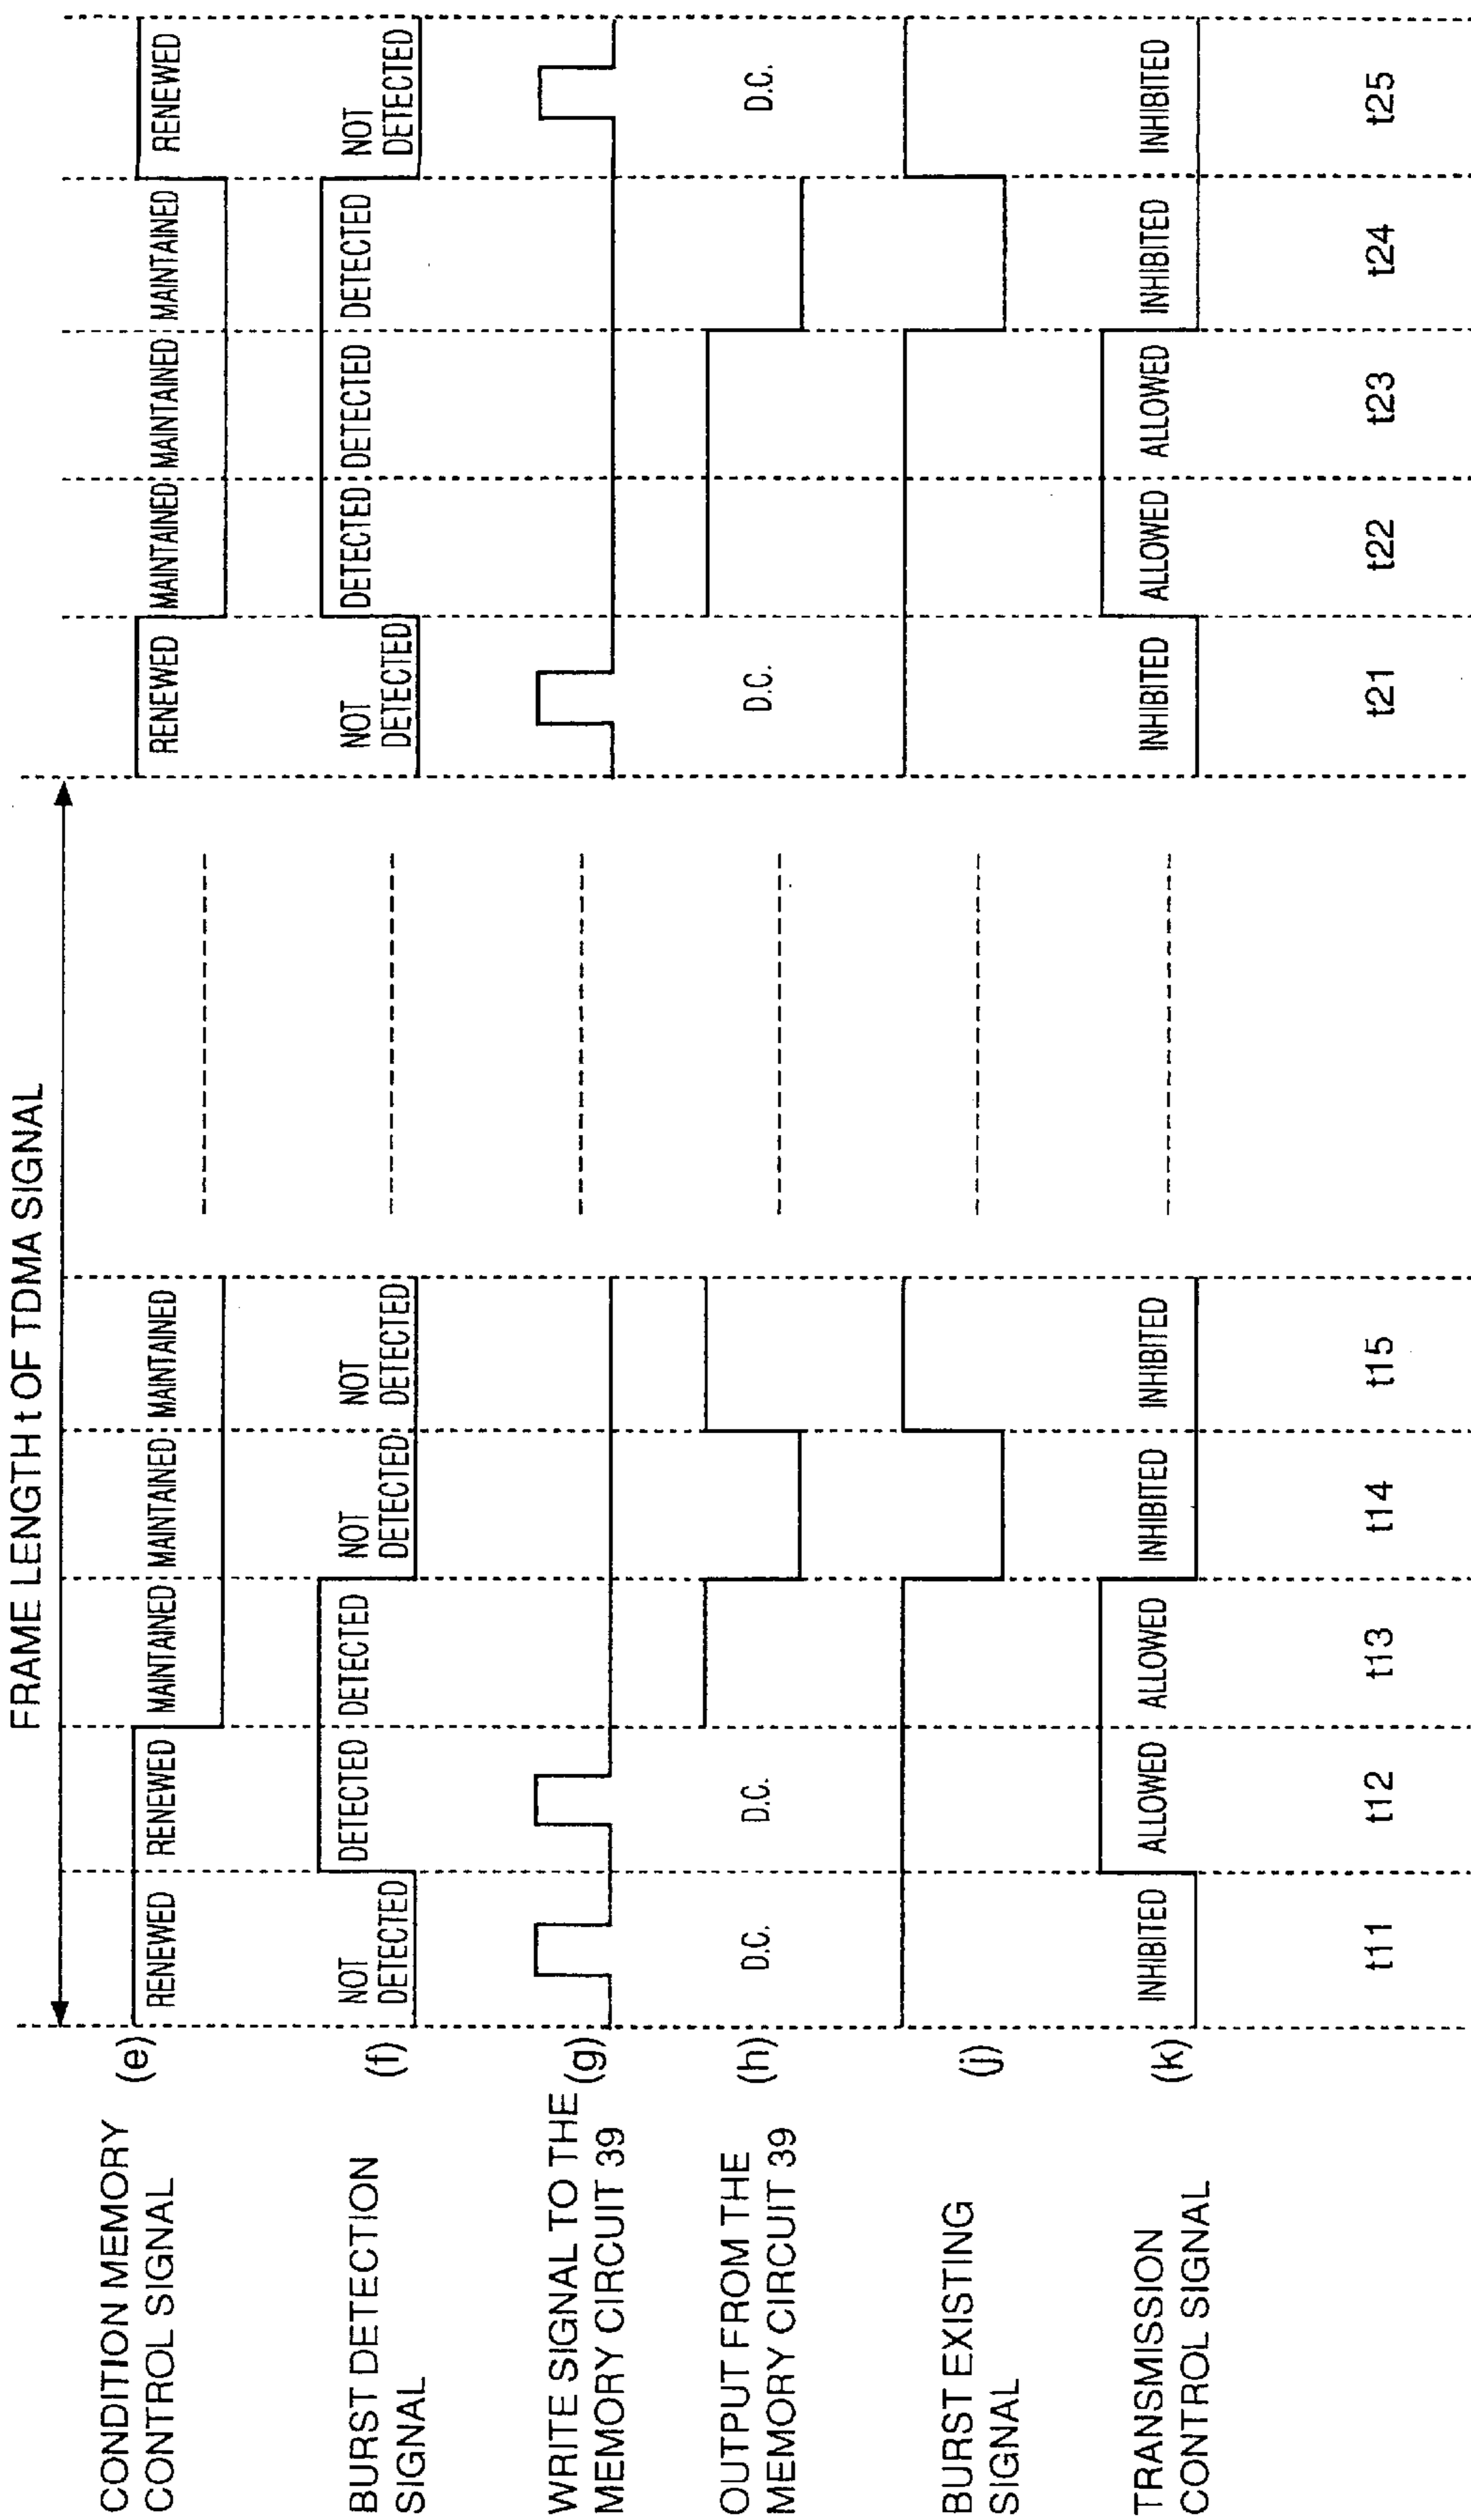 FRAME LENGTH t OF TDMA SIGNAL
CONDITION MEMORY
CONTROL SIGNAL
(e)
RENEWED RENEWED MAINTAINED MAINTAINED MAINTAINED RENEWED MAINTAINED MAINTAINED MAINTAINED RENEWED
BURST DETECTION
SIGNAL
(f)
NOT DETECTED DETECTED DETECTED NOT DETECTED NOT DETECTED NOT DETECTED DETECTED DETECTED DETECTED NOT DETECTED
WRITE SIGNAL TO THE
MEMORY CIRCUIT 39
(g)
OUTPUT FROM THE
MEMORY CIRCUIT 39
(h)
D.C. D.C. D.C. D.C.
BURST EXISTING
SIGNAL
(j)
TRANSMISSION
CONTROL SIGNAL
(k)
INHIBITED ALLOWED ALLOWED INHIBITED INHIBITED INHIBITED ALLOWED ALLOWED INHIBITED INHIBITED
t11 t12 t13 t14 t15 t21 t22 t23 t24 t25